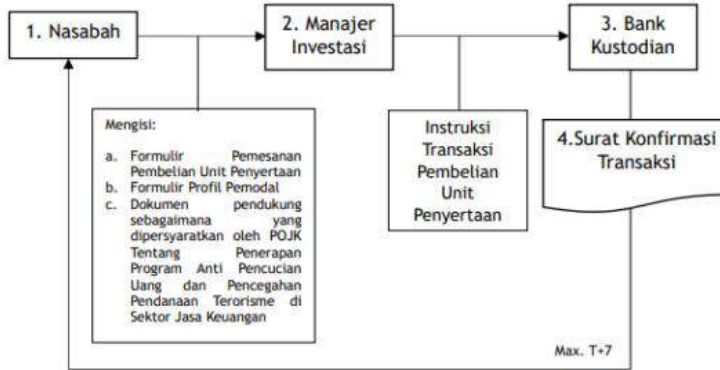 1. Nasabah
2. Manajer
Investasi
3. Bank
Kustodian
Mengisi:
a. Formulir Pemesanan
Pembelian Unit Penyertaan
b. Formulir Profil Pemodal
c. Dokumen pendukung
sebagaimana yang
dipersyaratkan oleh POJK
Tentang Penerapan
Program Anti Pencucian
Uang dan Pencegahan
Pendanaan Terorisme di
Sektor Jasa Keuangan
Instruksi
Transaksi
Pembelian
Unit
Penyertaan
4.Surat Konfirmasi
Transaksi
Max. T+7